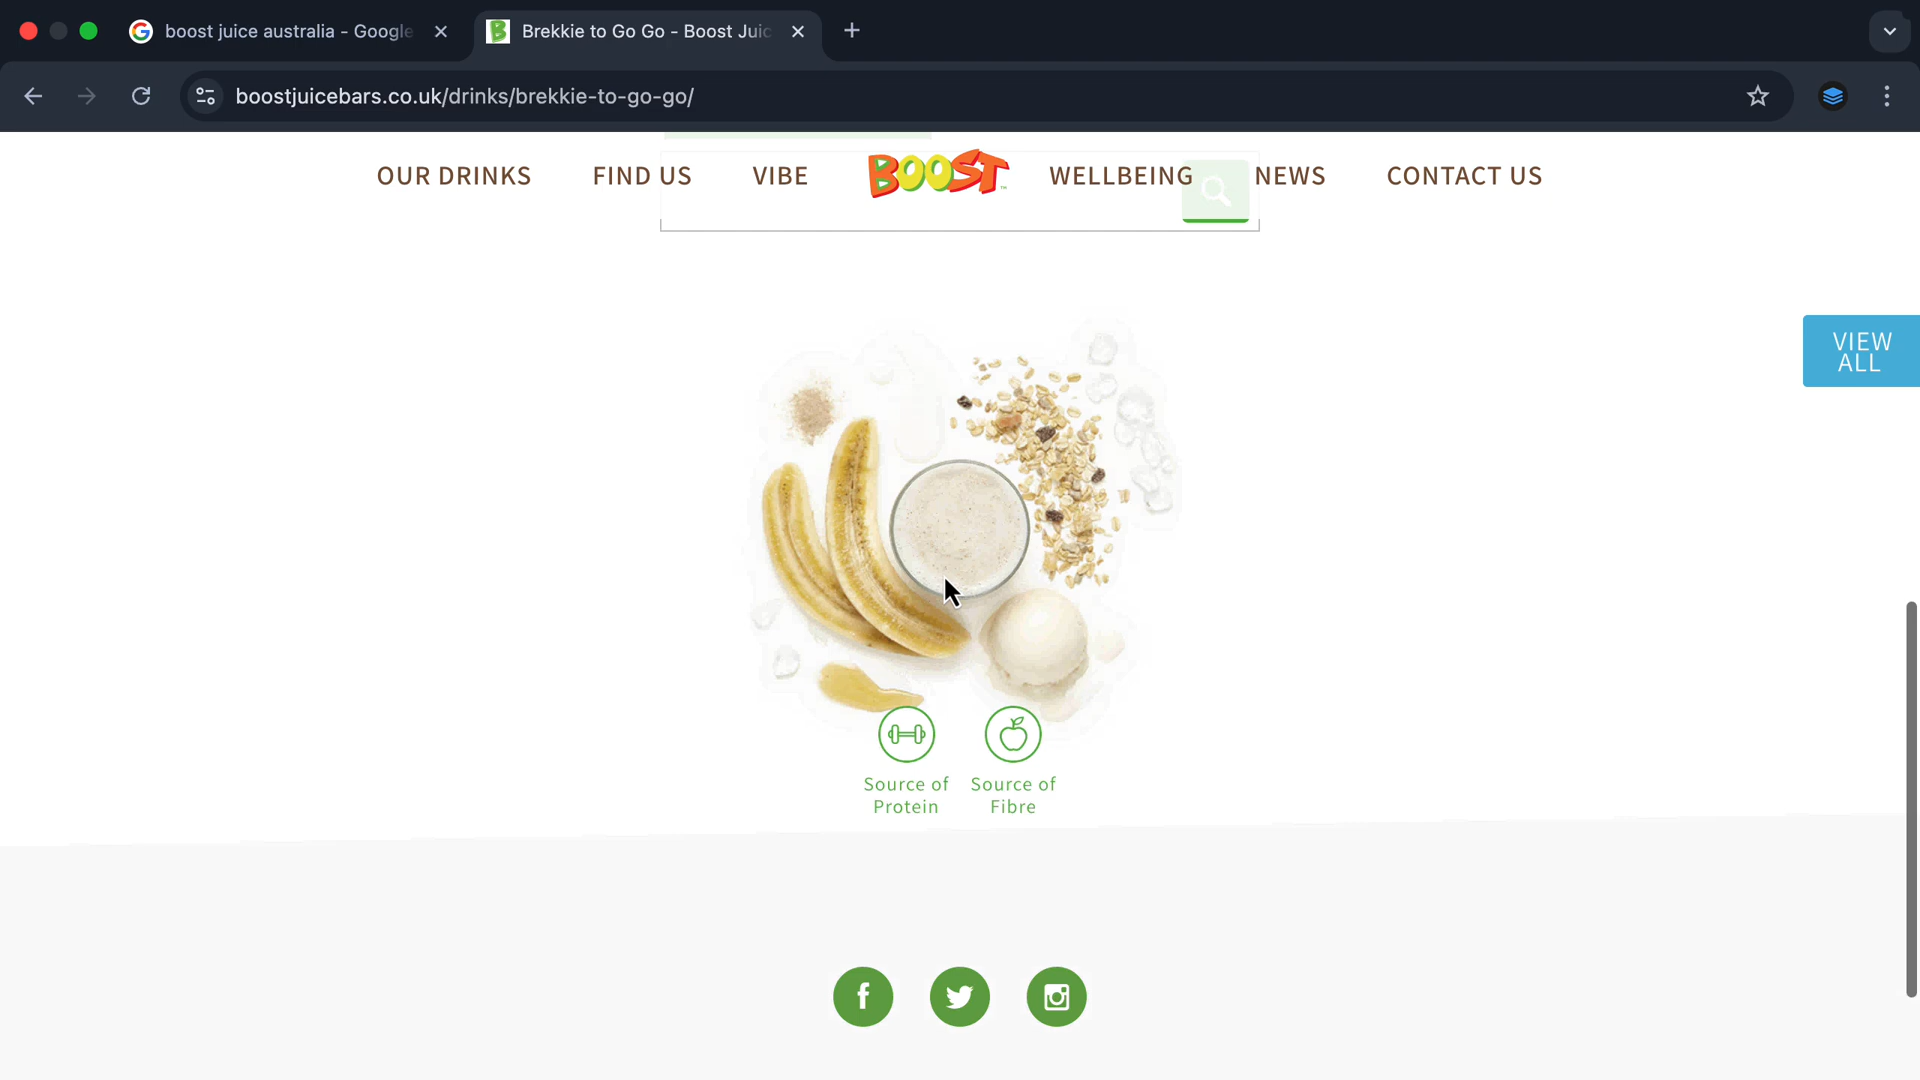 boost juice australia - Google
Brekkie to Go Go - Boost Juic
boostjuicebars.co.uk/drinks/brekkie-to-go-go/
OUR DRINKS
FIND US
VIBE
BOOST
WELLBEING
NEWS
CONTACT US
VIEW
ALL
Source of
Protein
Source of
Fibre